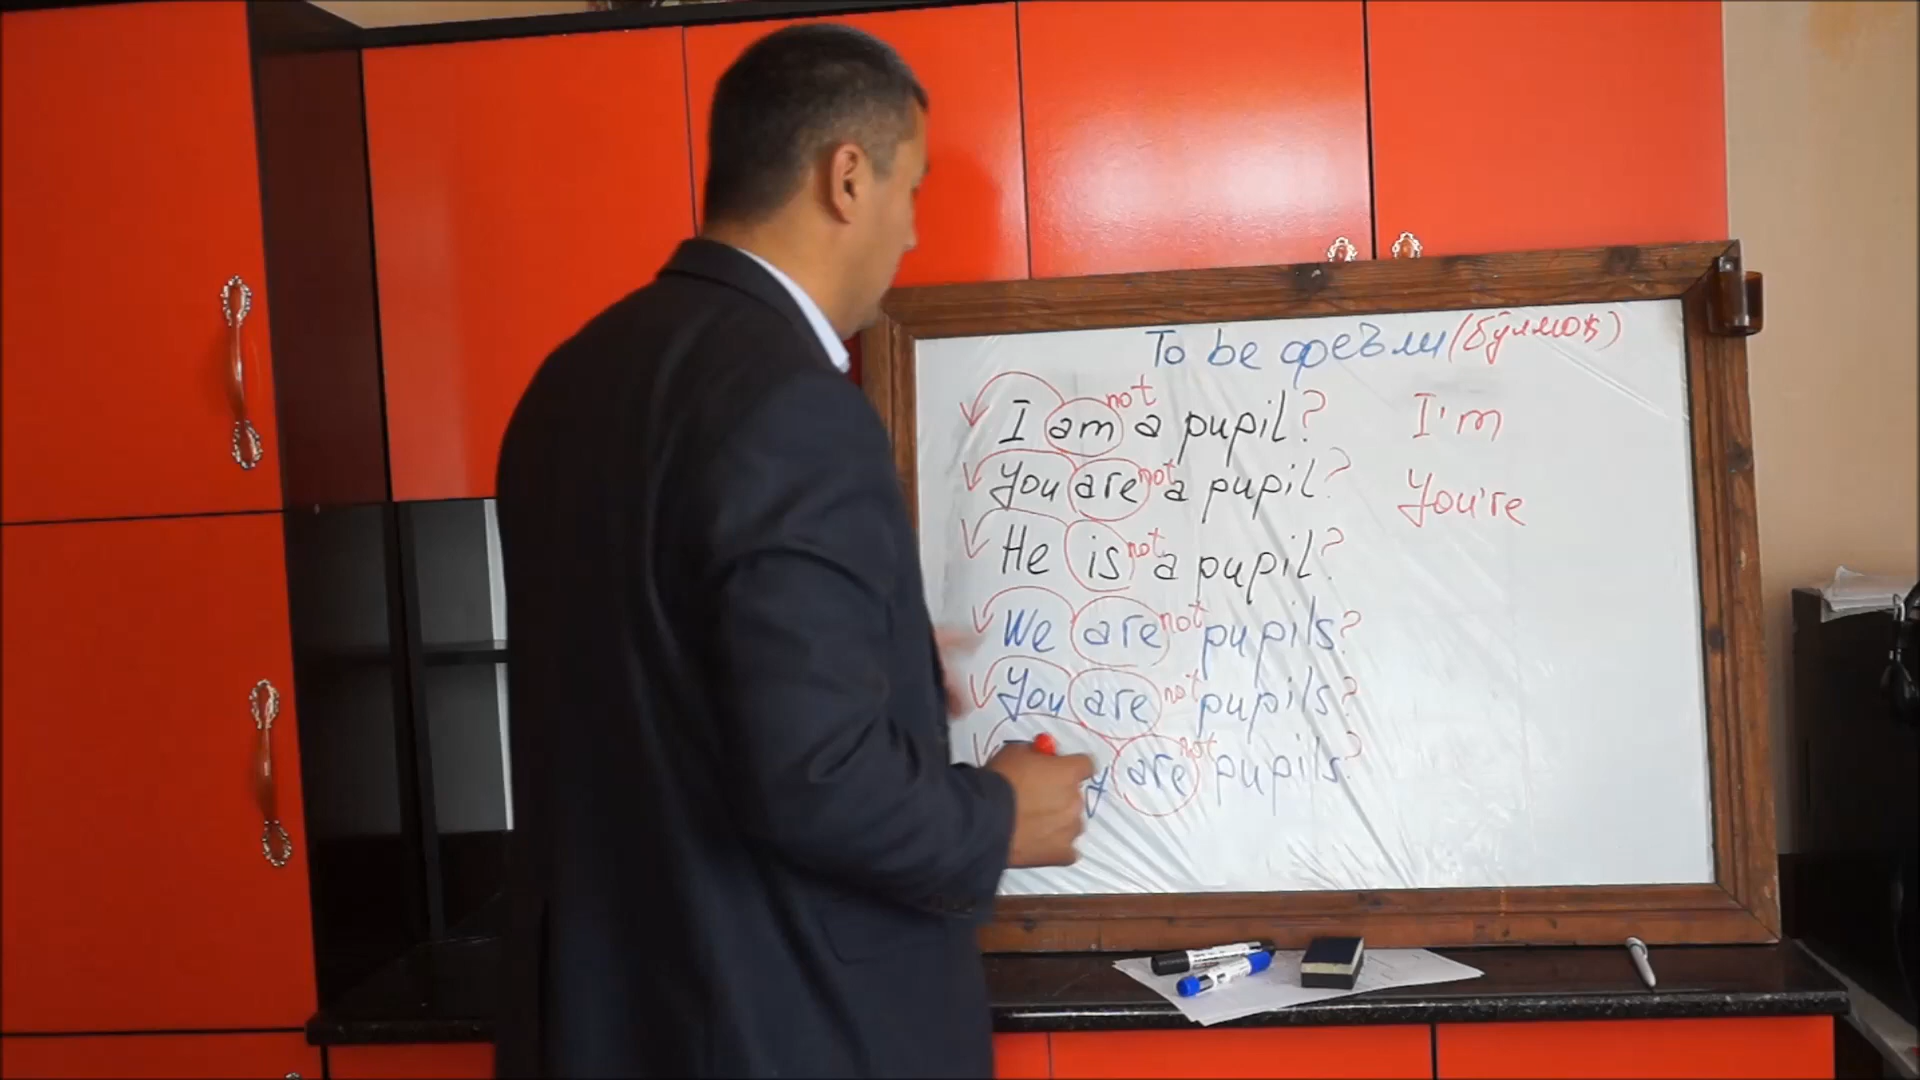 To be феъли (бўлмоқ)
I am not a pupil? I'm
You are not a pupil? You're
He is not a pupil?
We are not pupils?
You are not pupils?
are not pupils?